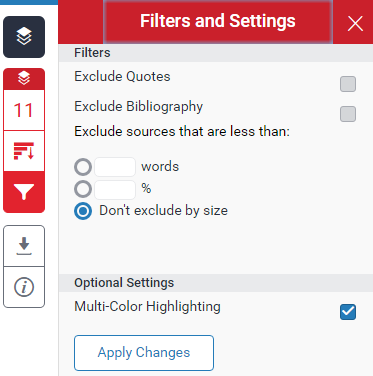 Filters and Settings
Filters
Exclude Quotes
Exclude Bibliography
Exclude sources that are less than:
11
words
%
Don't exclude by size
Optional Settings
Multi-Color Highlighting
Apply Changes